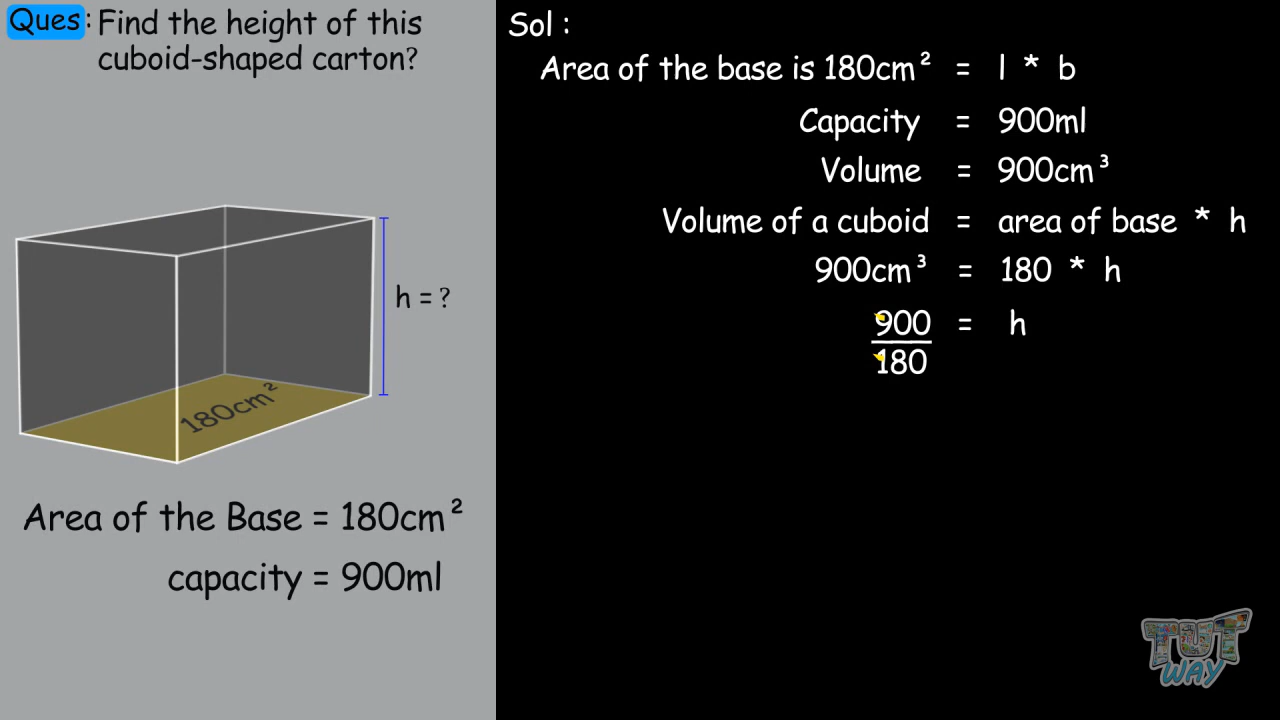 Ques : Find the height of this
cuboid-shaped carton?
h = ?
180cm²
Area of the Base = 180cm²
capacity = 900ml
Sol :
Area of the base is 180cm² = l * b
Capacity = 900ml
Volume = 900cm³
Volume of a cuboid = area of base * h
900cm³ = 180 * h
900 = h
180
TUT
WAY